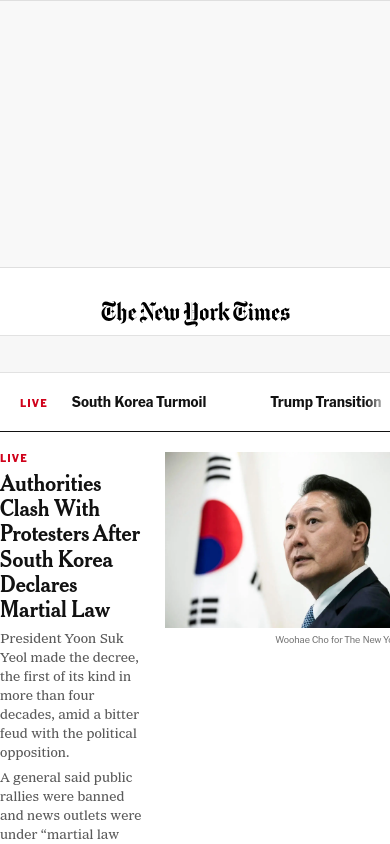 The New York Times
LIVE South Korea Turmoil Trump Transition
LIVE
Authorities
Clash With
Protesters After
South Korea
Declares
Martial Law
Woohae Cho for The New
President Yoon Suk
Yeol made the decree,
the first of its kind in
more than four
decades, amid a bitter
feud with the political
opposition.
A general said public
rallies were banned
and news outlets were
under “martial law